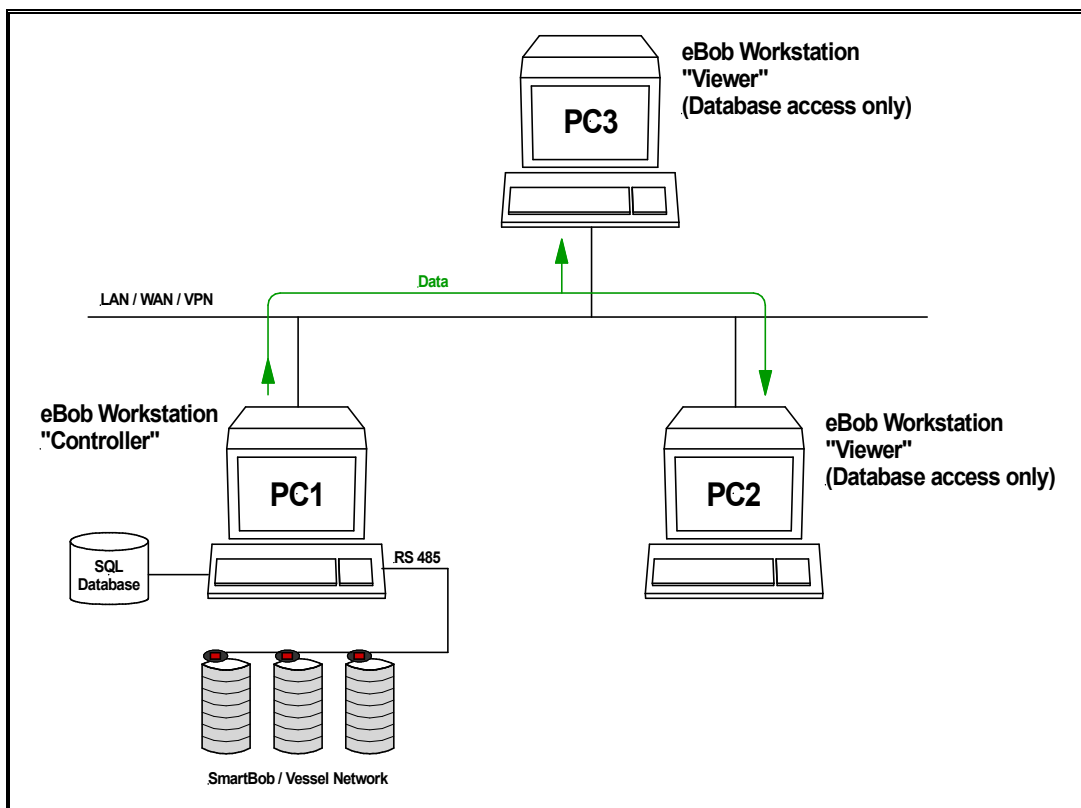 eBob Workstation
"Viewer"
(Database access only)
PC3
Data
LAN / WAN / VPN
eBob Workstation
"Controller"
PC1
eBob Workstation
"Viewer"
(Database access only)
PC2
RS 485
SQL
Database
SmartBob / Vessel Network